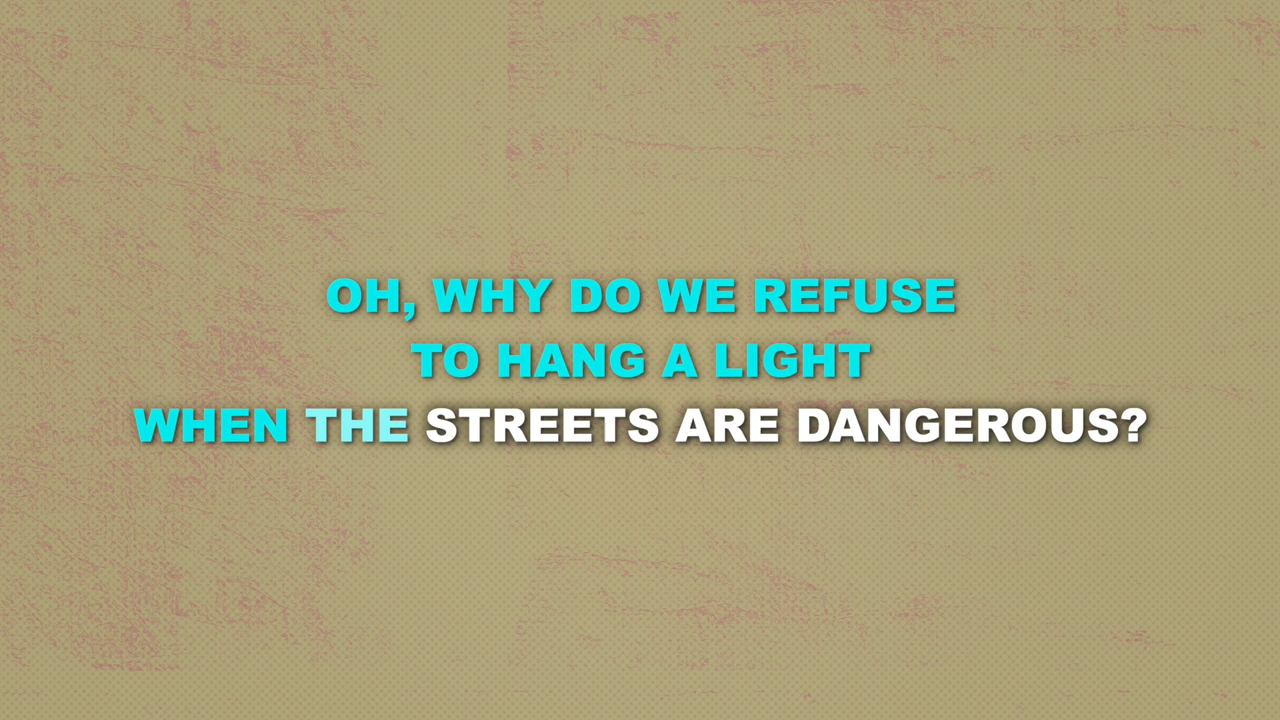 OH, WHY DO WE REFUSE
TO HANG A LIGHT
WHEN THE STREETS ARE DANGEROUS?